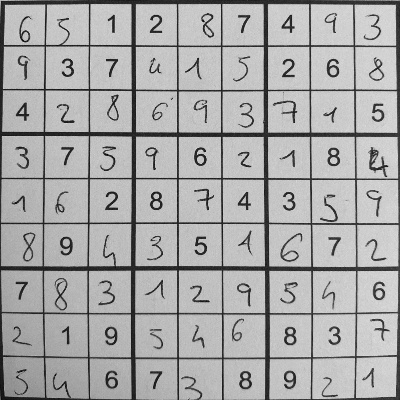 6 5 1 2 8 7 4 9 3
9 3 7 4 1 5 2 6 8
4 2 8 6 9 3 7 1 5
3 7 5 9 6 2 1 8 4
1 6 2 8 7 4 3 5 9
8 9 4 3 5 1 6 7 2
7 8 3 1 2 9 5 4 6
2 1 9 5 4 6 8 3 7
5 4 6 7 3 8 9 2 1